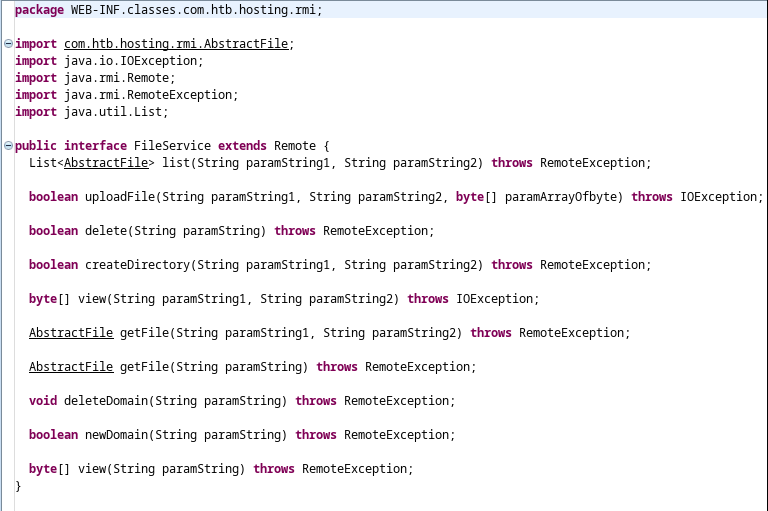 package WEB-INF.classes.com.htb.hosting.rmi;
import com.htb.hosting.rmi.AbstractFile;
import java.io.IOException;
import java.rmi.Remote;
import java.rmi.RemoteException;
import java.util.List;
public interface FileService extends Remote {
List<AbstractFile> list(String paramString1, String paramString2) throws RemoteException;
boolean uploadFile(String paramString1, String paramString2, byte[] paramArrayOfbyte) throws IOException;
boolean delete(String paramString) throws RemoteException;
boolean createDirectory(String paramString1, String paramString2) throws RemoteException;
byte[] view(String paramString1, String paramString2) throws IOException;
AbstractFile getFile(String paramString1, String paramString2) throws RemoteException;
AbstractFile getFile(String paramString) throws RemoteException;
void deleteDomain(String paramString) throws RemoteException;
boolean newDomain(String paramString) throws RemoteException;
byte[] view(String paramString) throws RemoteException;
}